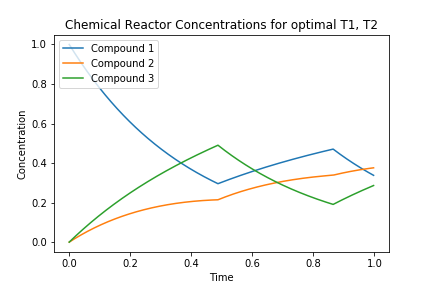 Chemical Reactor Concentrations for optimal T1, T2
Compound 1
Compound 2
Compound 3
Concentration
1.0
0.8
0.6
0.4
0.2
0.0
0.0 0.2 0.4 0.6 0.8 1.0
Time